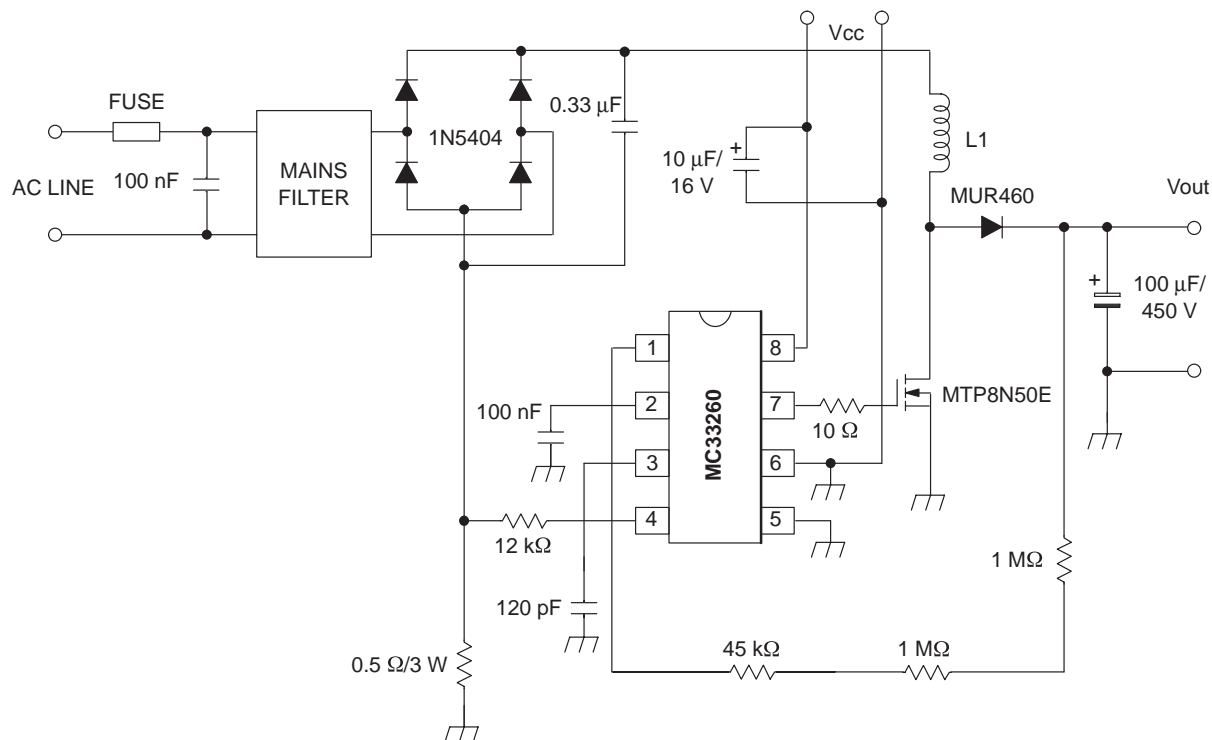 Vcc
FUSE
0.33 μF
1N5404
L1
10 μF/
16 V
MAINS
FILTER
100 nF
AC LINE
MUR460
Vout
+
+
100 μF/
450 V
1
8
MTP8N50E
100 nF
2
7
10 Ω
MC33260
3
6
4
5
12 kΩ
1 MΩ
120 pF
0.5 Ω/3 W
45 kΩ
1 MΩ